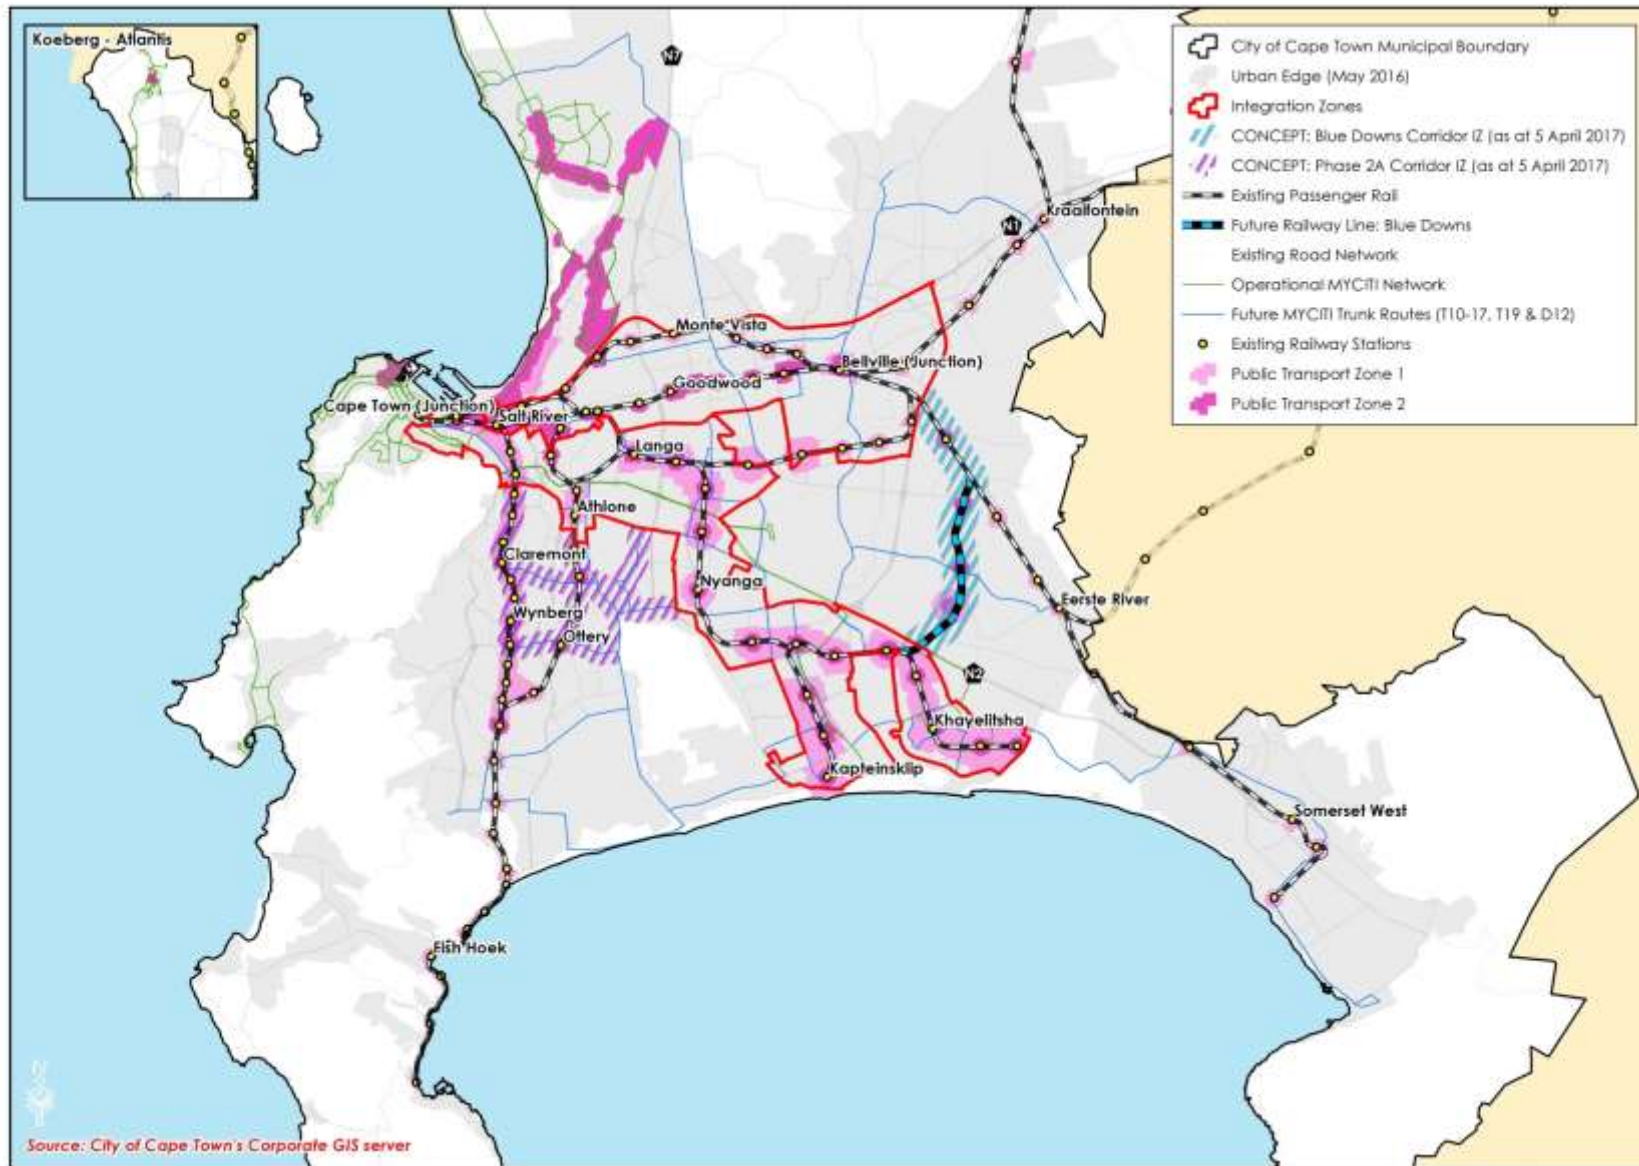 Koeberg - Atlantis
N7
City of Cape Town Municipal Boundary
Urban Edge (May 2016)
Integration Zones
CONCEPT: Blue Downs Corridor IZ (as at 5 April 2017)
CONCEPT: Phase 2A Corridor IZ (as at 5 April 2017)
Existing Passenger Rail
Future Railway Line: Blue Downs
Existing Road Network
Operational MYCITI Network
Future MYCITI Trunk Routes (T10-17, T19 & D12)
Existing Railway Stations
Public Transport Zone 1
Public Transport Zone 2
Kraaifontein
N1
Monte Vista
Bellville (Junction)
Goodwood
Cape Town (Junction)
Salt River
Langa
Athlone
Claremont
Nyanga
Eerste River
Wynberg
Ottery
N2
Khayelitsha
Kapteinsklip
Somerset West
Fish Hoek
Source: City of Cape Town's Corporate GIS server